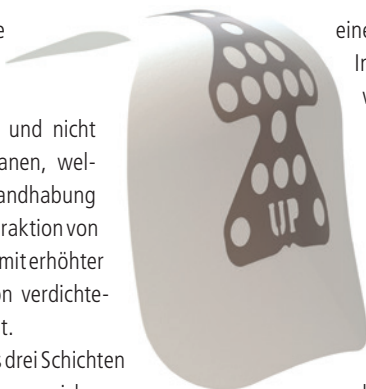 e
und nicht
anen, wel-
andhabung
raktion von
mit erhöhter
on verdichte-
t.
s drei Schichten
UP
eine
In
v